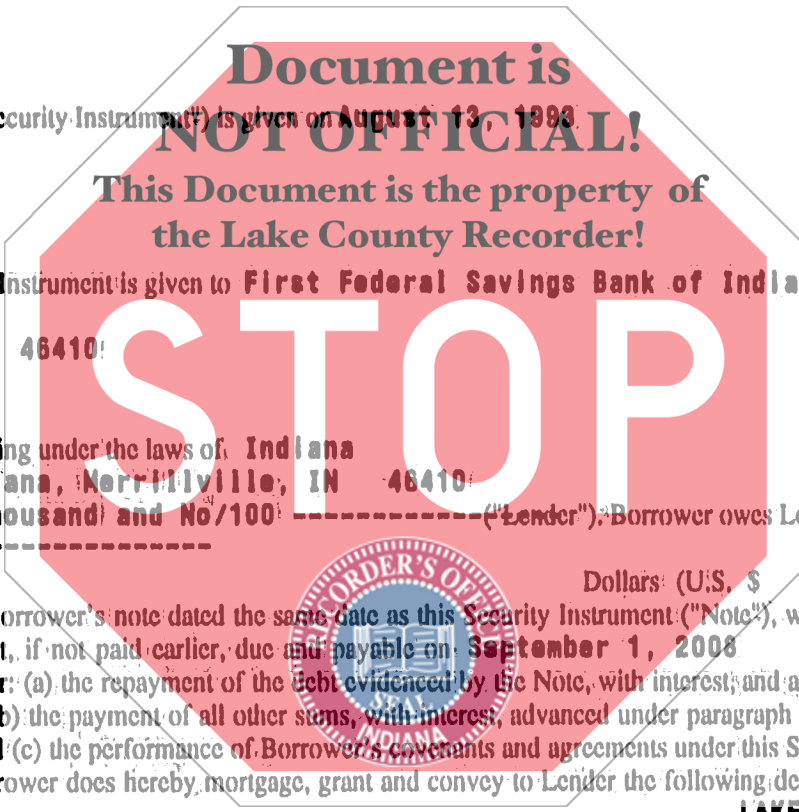 Document is
curity Instrument") is given on August 13, 1993
NOT OFFICIAL!
This Document is the property of
the Lake County Recorder!
Instrument is given to First Federal Savings Bank of India
46410
STOP
ing under the laws of Indiana
ana, Merrillville, IN 46410
ousand and No/100 ---------------- ("Lender"). Borrower owes Le
----------------
Dollars (U.S. $
orrower's note dated the same date as this Security Instrument ("Note"), w
t, if not paid earlier, due and payable on September 1, 2008
r: (a) the repayment of the debt evidenced by the Note, with interest, and a
b) the payment of all other sums, with interest, advanced under paragraph
d (c) the performance of Borrower's covenants and agreements under this S
rower does hereby mortgage, grant and convey to Lender the following de
LAKE
RECORDER'S OFFICE
SEAL
INDIANA